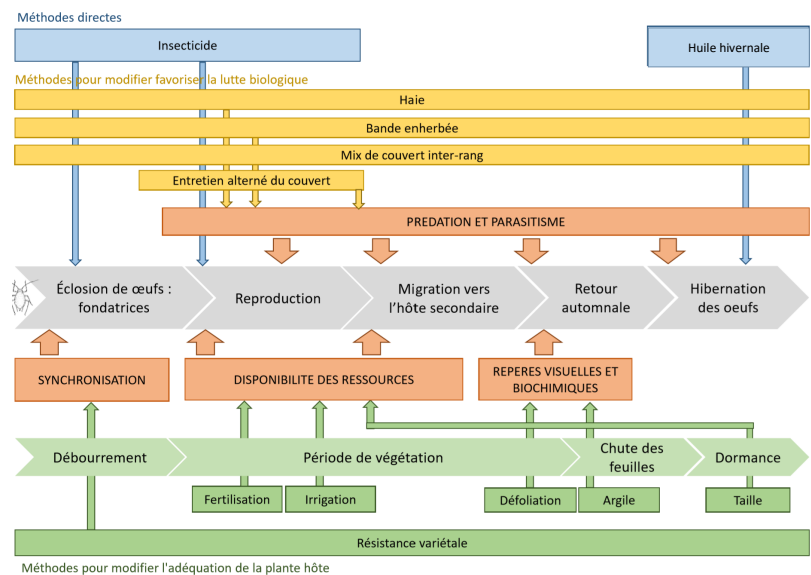 Méthodes directes
Insecticide
Huile hivernale
Méthodes pour modifier favoriser la lutte biologique
Haie
Bande enherbée
Mix de couvert inter-rang
Entretien alterné du couvert
PREDATION ET PARASITISME
Éclosion de œufs :
fondatrices
Reproduction
Migration vers
l'hôte secondaire
Retour
automnale
Hibernation
des oeufs
SYNCHRONISATION
DISPONIBILITE DES RESSOURCES
REPERES VISUELLES ET
BIOCHIMIQUES
Débourrement
Période de végétation
Chute des
feuilles
Dormance
Fertilisation
Irrigation
Défoliation
Argile
Taille
Résistance variétale
Méthodes pour modifier l'adéquation de la plante hôte